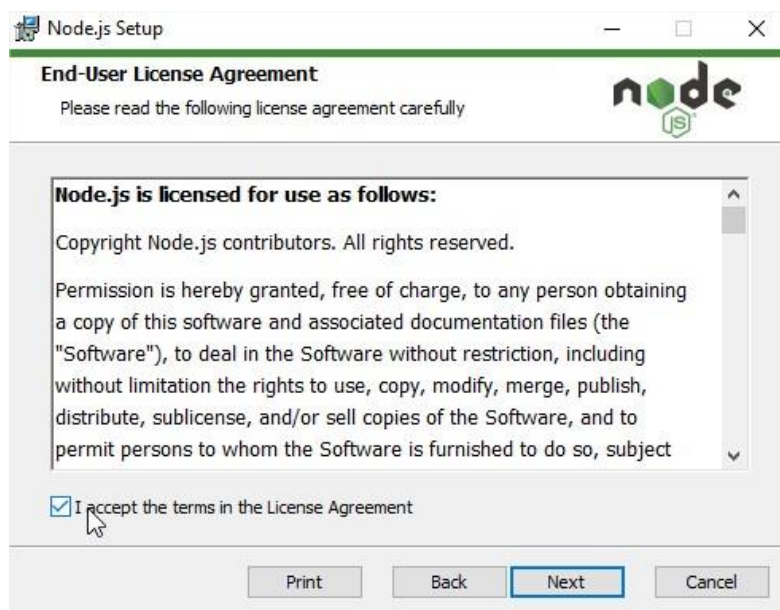 Node.js Setup
End-User License Agreement
Please read the following license agreement carefully
node
JS
Node.js is licensed for use as follows:
Copyright Node.js contributors. All rights reserved.
Permission is hereby granted, free of charge, to any person obtaining
a copy of this software and associated documentation files (the
"Software"), to deal in the Software without restriction, including
without limitation the rights to use, copy, modify, merge, publish,
distribute, sublicense, and/or sell copies of the Software, and to
permit persons to whom the Software is furnished to do so, subject
I accept the terms in the License Agreement
Print
Back
Next
Cancel